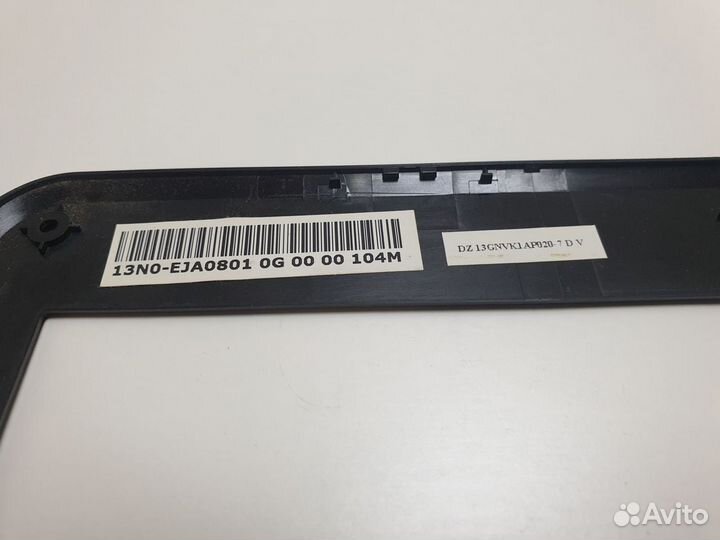 13N0-EJA0801 0G 00 00 104M
DZ 13GNVK1AP020-7 D V
Avito